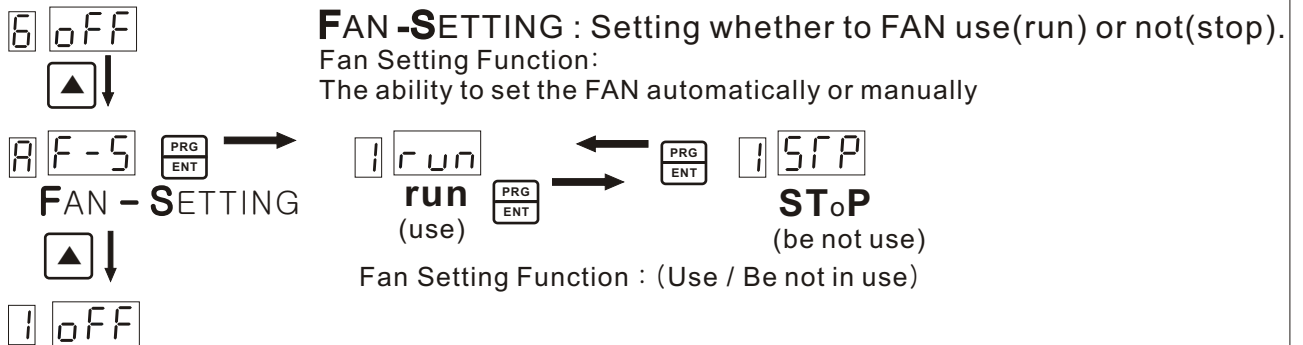 6 oFF
FAN -SETTING : Setting whether to FAN use(run) or not(stop).
Fan Setting Function:
The ability to set the FAN automatically or manually
A F-S PRG ENT
1 run
PRG ENT
1 STP
FAN – SETTING
run PRG ENT
SToP
(use)
(be not use)
Fan Setting Function : (Use / Be not in use)
1 oFF